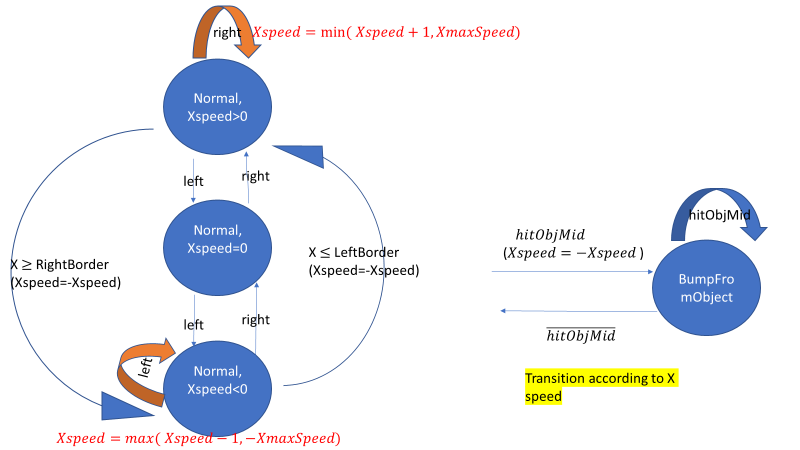 right
Xspeed = min( Xspeed + 1, XmaxSpeed)
Normal,
Xspeed>0
left
right
Normal,
Xspeed=0
X ≥ RightBorder
(Xspeed=-Xspeed)
X ≤ LeftBorder
(Xspeed=-Xspeed)
left
right
left
Normal,
Xspeed<0
Xspeed = max( Xspeed − 1, −XmaxSpeed)
hitObjMid
hitObjMid
(Xspeed = −Xspeed )
BumpFro
mObject
h̅i̅t̅O̅b̅j̅M̅i̅d̅
Transition according to X
speed